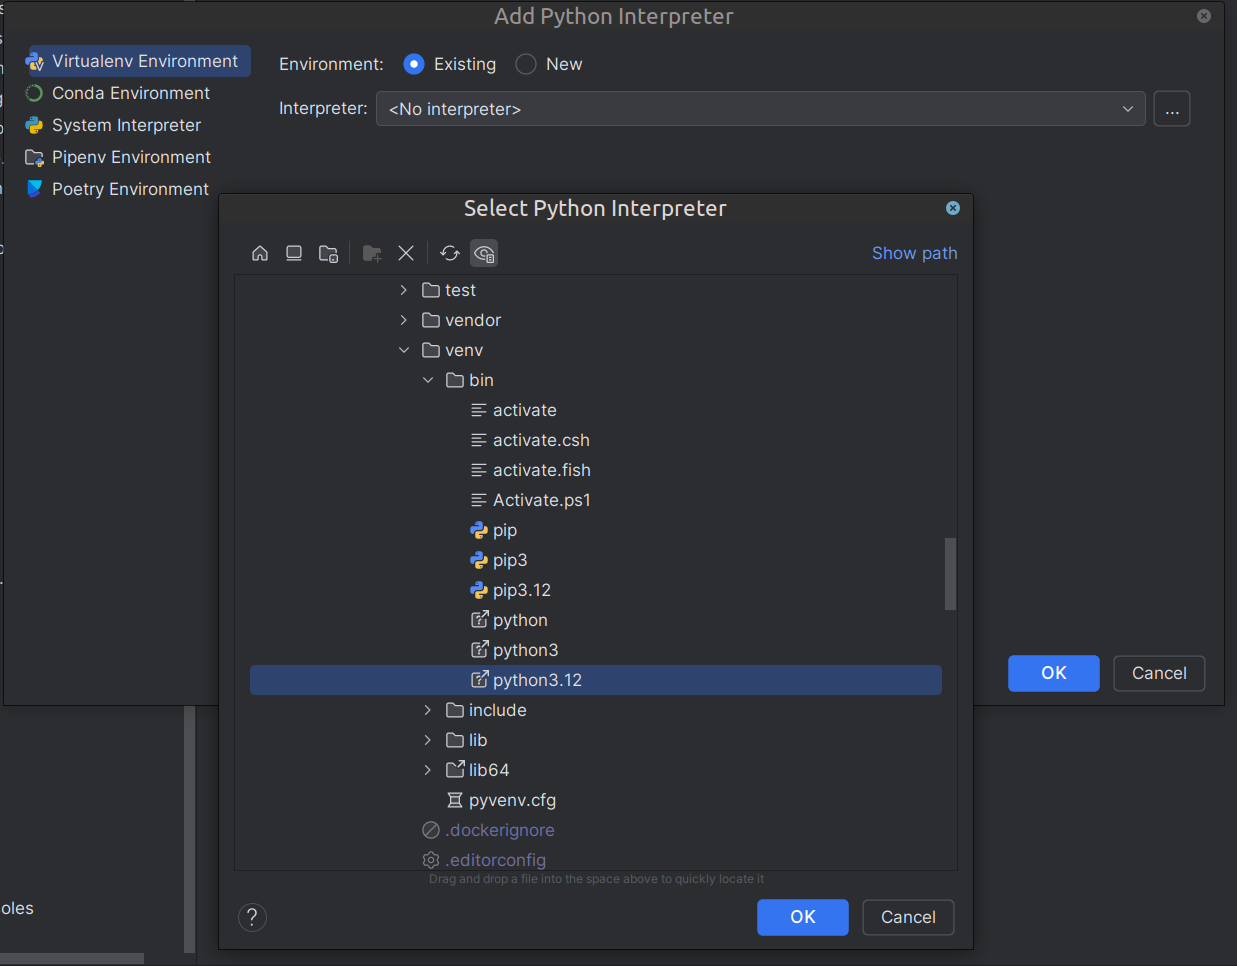 Add Python Interpreter
Virtualenv Environment
Conda Environment
System Interpreter
Pipenv Environment
Poetry Environment
Environment: Existing New
Interpreter: <No interpreter> ...
Select Python Interpreter
Show path
test
vendor
venv
bin
activate
activate.csh
activate.fish
Activate.ps1
pip
pip3
pip3.12
python
python3
python3.12
include
lib
lib64
pyvenv.cfg
.dockerignore
.editorconfig
Drag and drop a file into the space above to quickly locate it
? OK Cancel
OK Cancel
oles